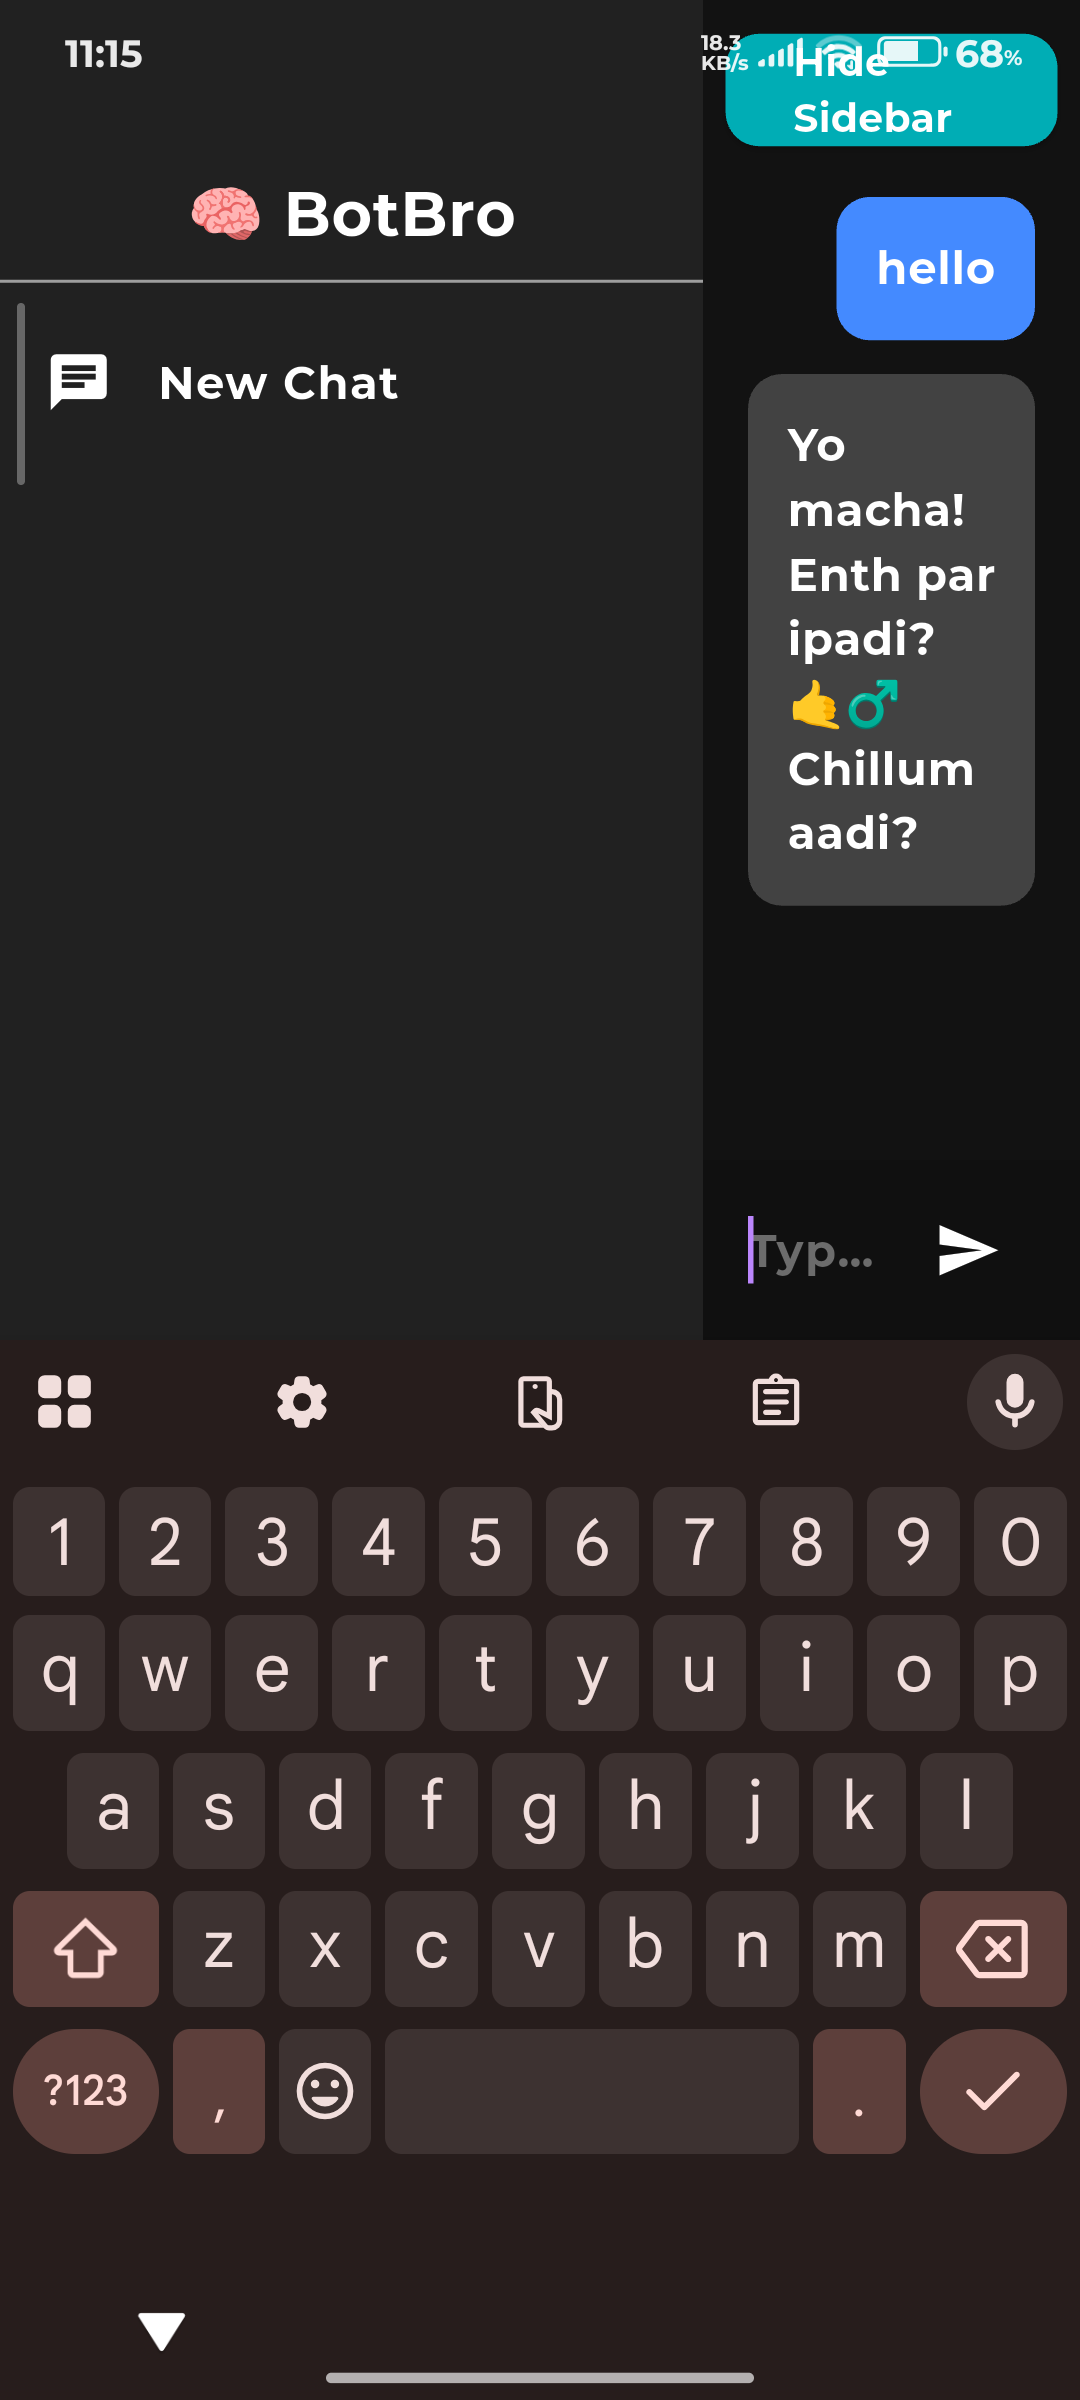 11:15
18.3
KB/s
68%
Hide
Sidebar
🧠 BotBro
New Chat
hello
Yo
macha!
Enth par
ipadi?
🤙♂
Chillum
aadi?
Typ...
1 2 3 4 5 6 7 8 9 0
q w e r t y u i o p
a s d f g h j k l
z x c v b n m
?123 , .